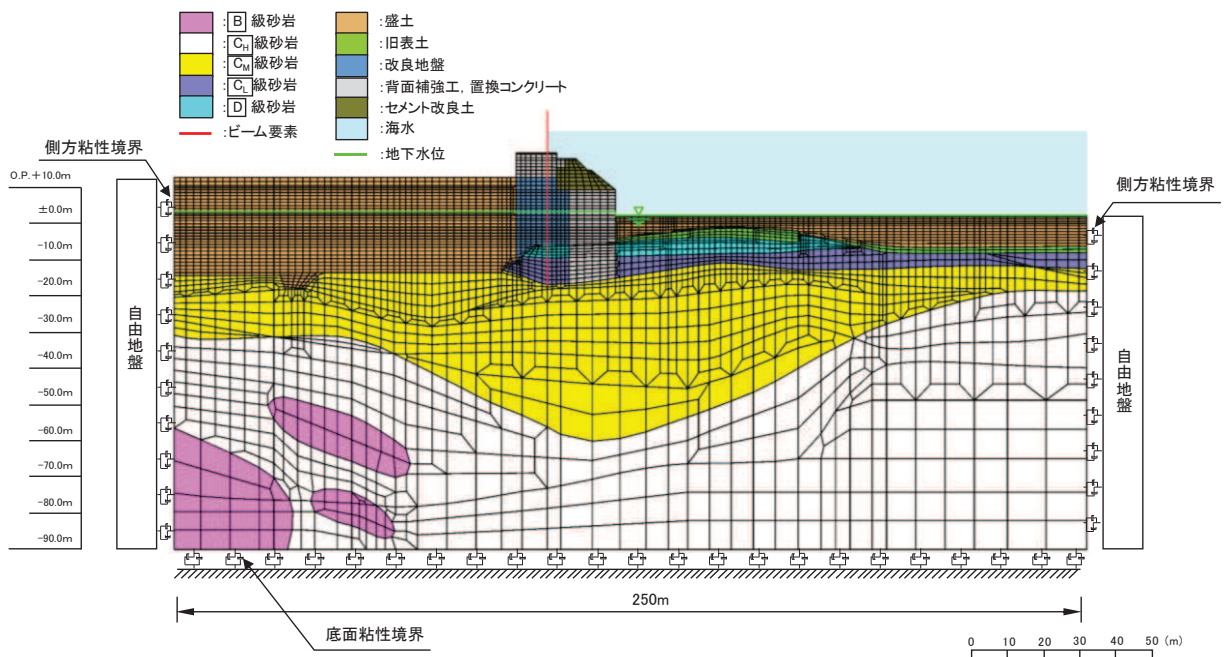 :B 級砂岩
:CH級砂岩
:CM級砂岩
:CL級砂岩
:D 級砂岩
:ビーム要素
:盛土
:旧表土
:改良地盤
:背面補強工, 置換コンクリート
:セメント改良土
:海水
:地下水位
側方粘性境界
側方粘性境界
O.P.+10.0m
±0.0m
-10.0m
-20.0m
-30.0m
-40.0m
-50.0m
-60.0m
-70.0m
-80.0m
-90.0m
自由地盤
自由地盤
250m
底面粘性境界
0 10 20 30 40 50 (m)